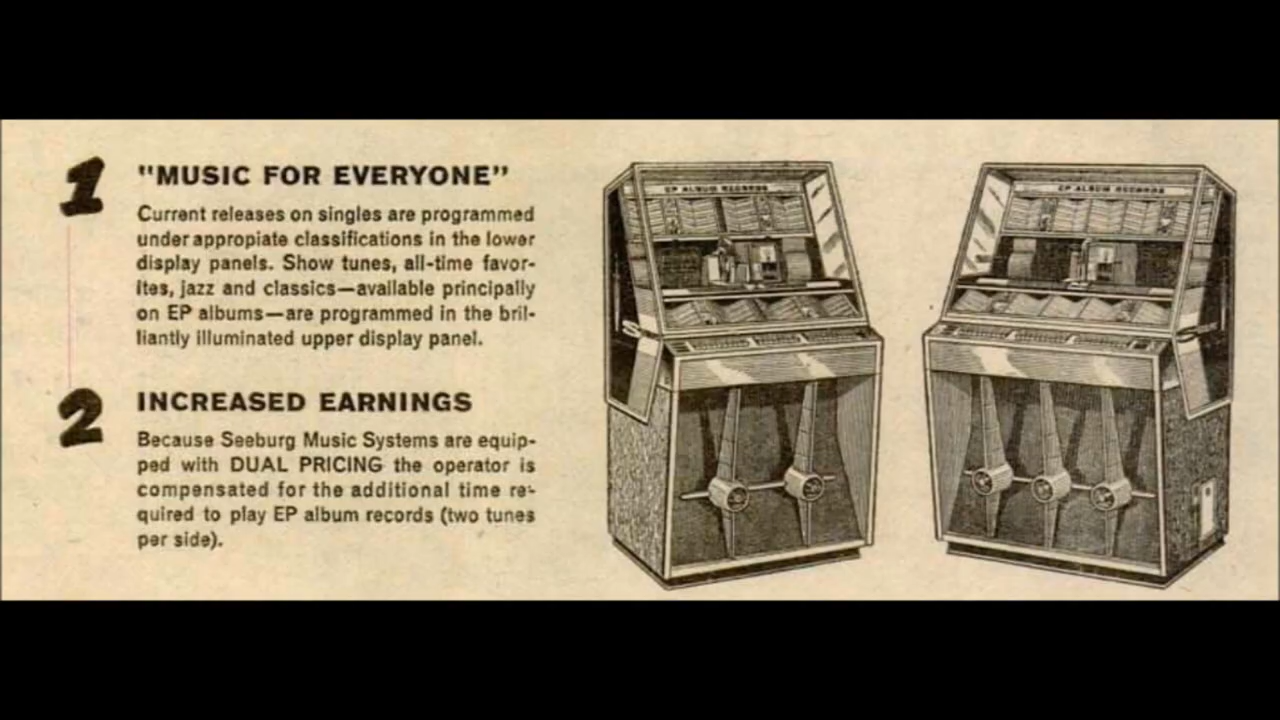 1 "MUSIC FOR EVERYONE"
Current releases on singles are programmed
under appropiate classifications in the lower
display panels. Show tunes, all-time favor-
ites, jazz and classics—available principally
on EP albums—are programmed in the bril-
liantly illuminated upper display panel.
2 INCREASED EARNINGS
Because Seeburg Music Systems are equip-
ped with DUAL PRICING the operator is
compensated for the additional time re-
quired to play EP album records (two tunes
per side).
EP ALBUM RECORDS
EP ALBUM RECORDS